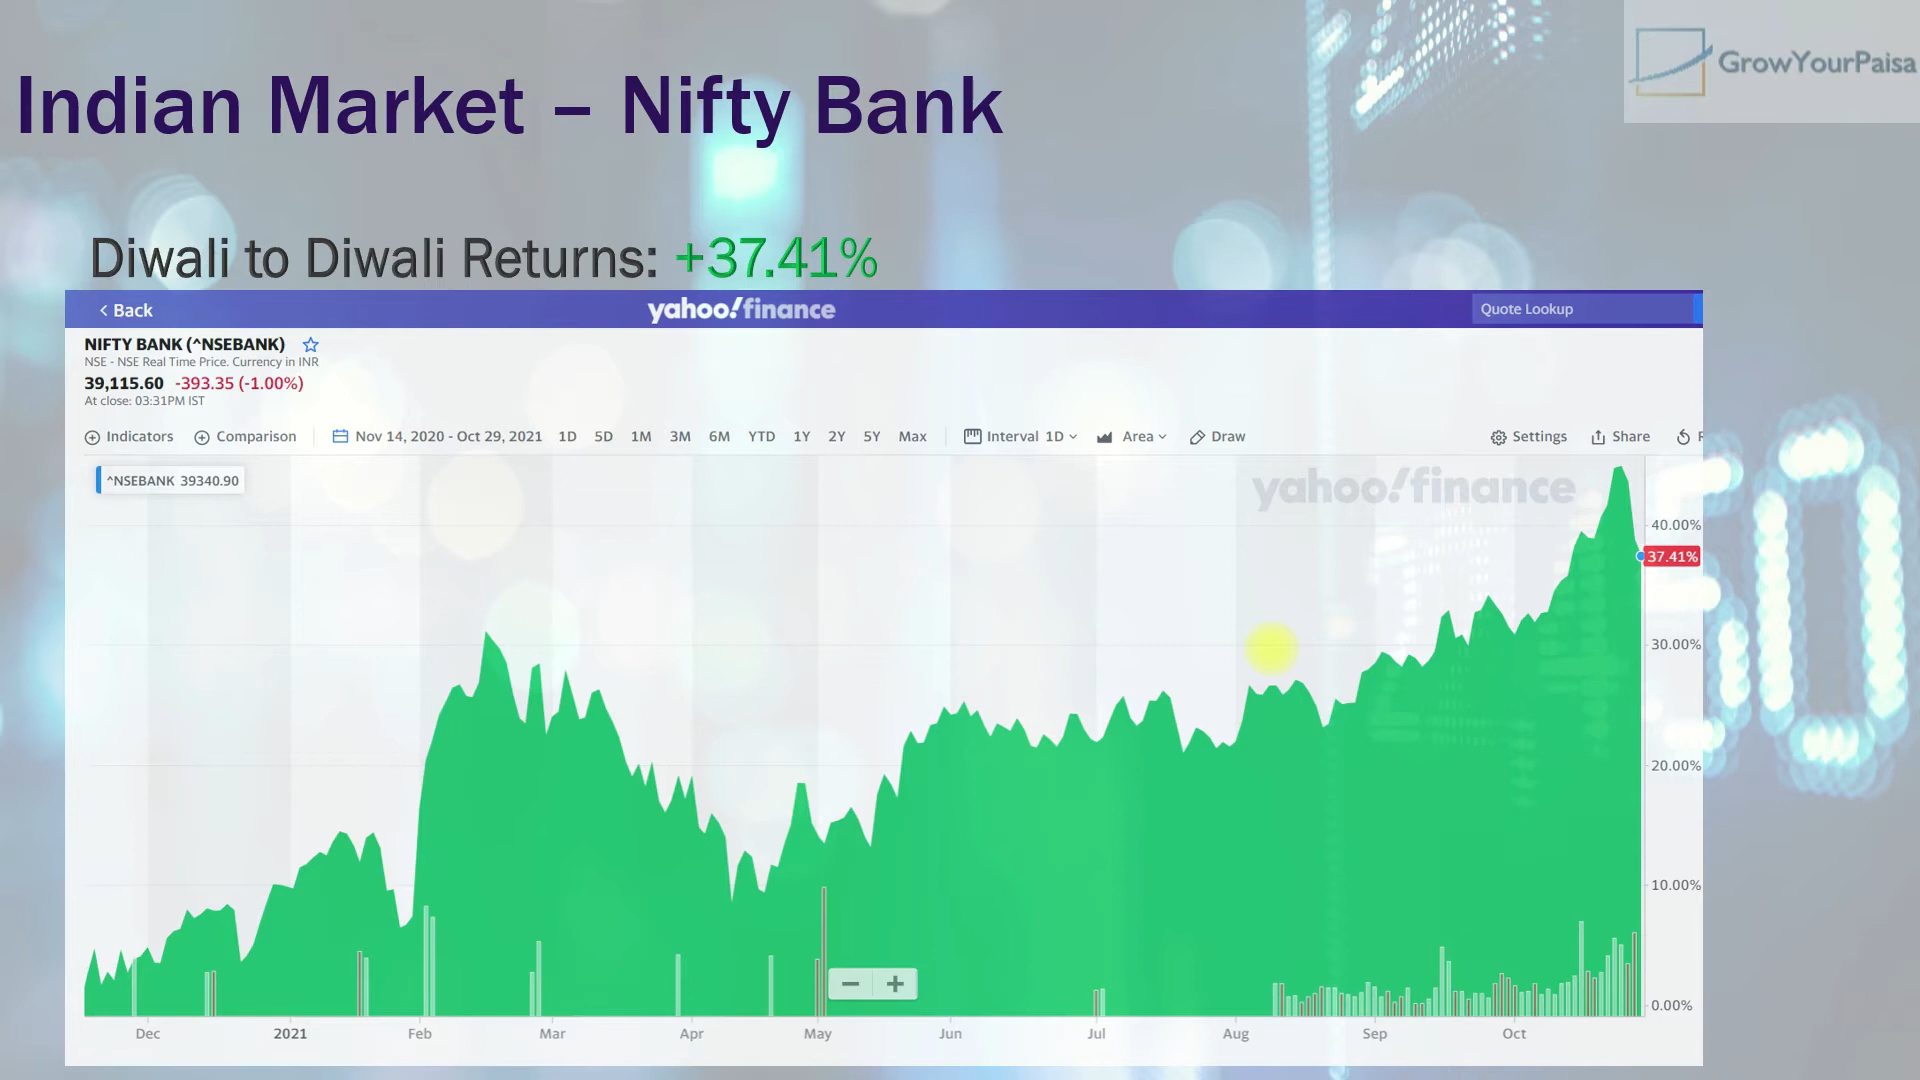 Indian Market – Nifty Bank
GrowYourPaisa
Diwali to Diwali Returns: +37.41%
Back
yahoo!finance
Quote Lookup
NIFTY BANK (^NSEBANK)
NSE - NSE Real Time Price. Currency in INR
39,115.60 -393.35 (-1.00%)
At close: 03:31PM IST
Indicators Comparison Nov 14, 2020 - Oct 29, 2021 1D 5D 1M 3M 6M YTD 1Y 2Y 5Y Max Interval 1D Area Draw Settings Share
^NSEBANK 39340.90
yahoo!finance
40.00%
37.41%
30.00%
20.00%
10.00%
0.00%
Dec 2021 Feb Mar Apr May Jun Jul Aug Sep Oct